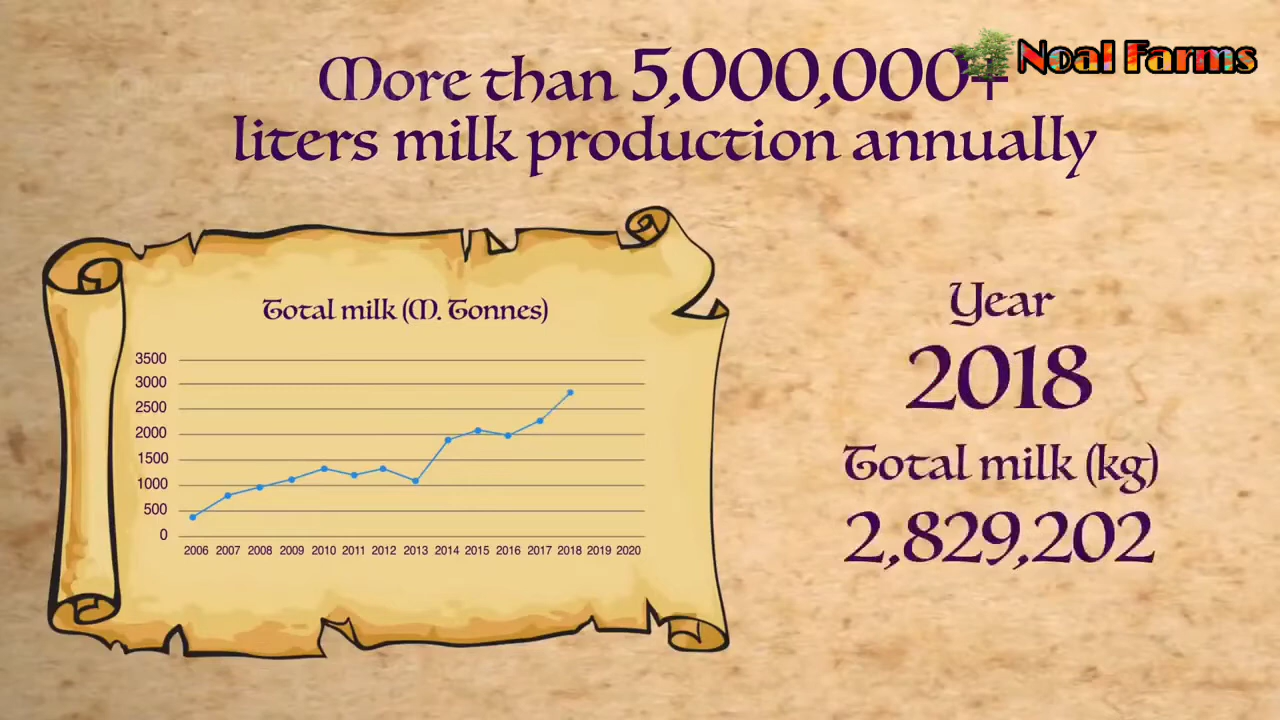 More than 5,000,000+
Noal Farms
liters milk production annually
Total milk (M. Tonnes)
3500
3000
2500
2000
1500
1000
500
0
2006 2007 2008 2009 2010 2011 2012 2013 2014 2015 2016 2017 2018 2019 2020
Year
2018
Total milk (kg)
2,829,202